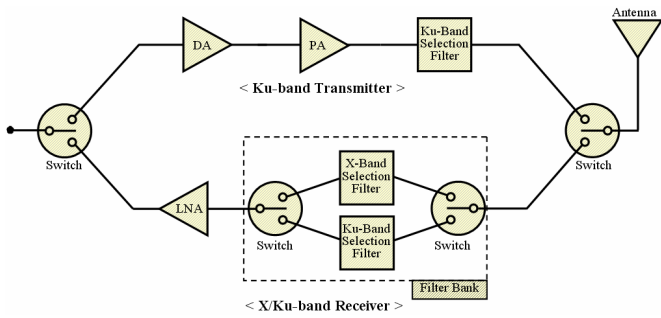 Antenna
DA
PA
Ku-Band
Selection
Filter
< Ku-band Transmitter >
Switch
Switch
LNA
Switch
X-Band
Selection
Filter
Ku-Band
Selection
Filter
Switch
Filter Bank
< X/Ku-band Receiver >